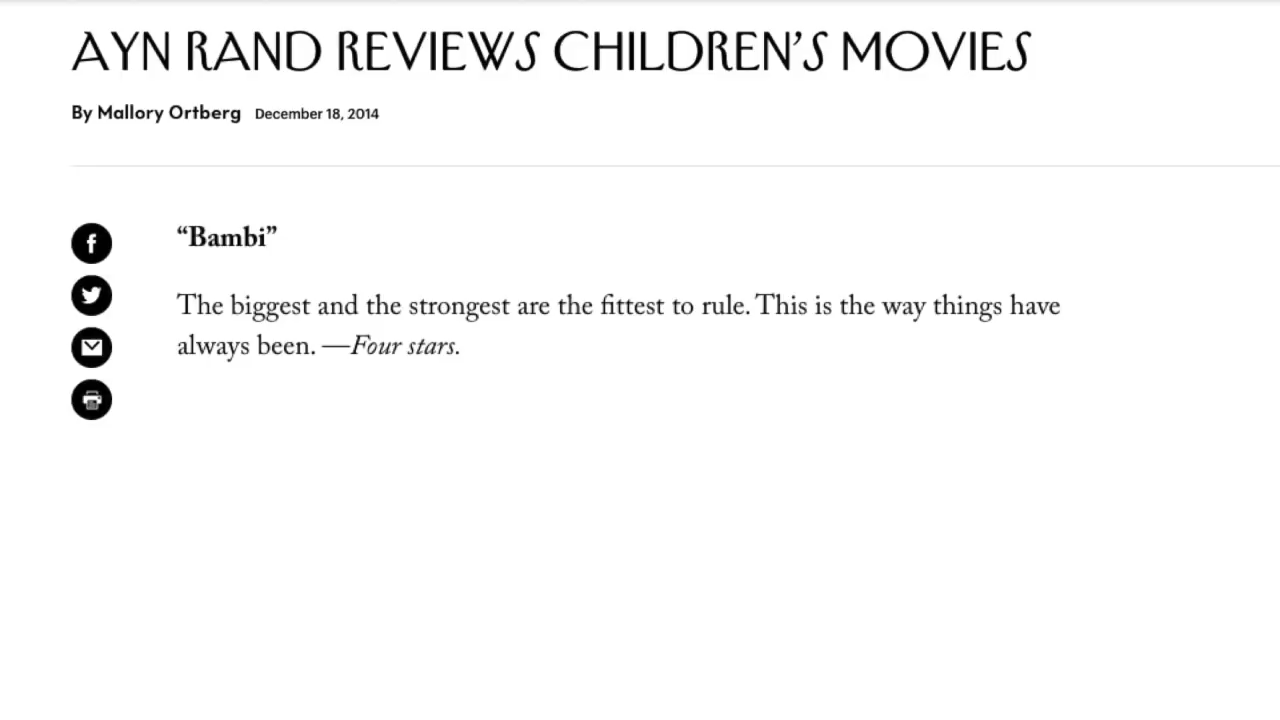 AYN RAND REVIEWS CHILDREN’S MOVIES
By Mallory Ortberg December 18, 2014
“Bambi”
The biggest and the strongest are the fittest to rule. This is the way things have
always been. —Four stars.